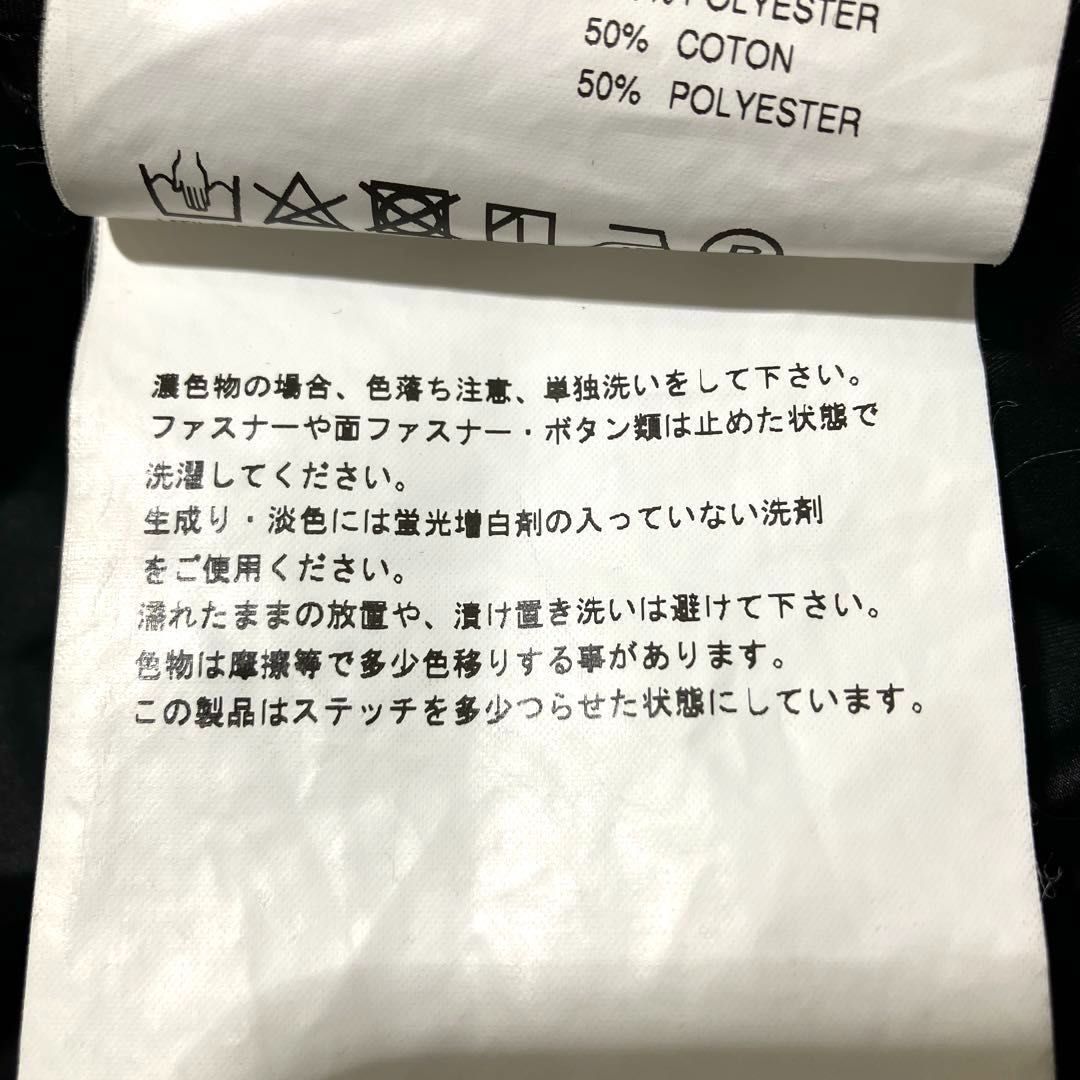 POLYESTER
50% COTON
50% POLYESTER
濃色物の場合、色落ち注意、単独洗いをして下さい。
ファスナーや面ファスナー・ボタン類は止めた状態で
洗濯してください。
生成り・淡色には蛍光増白剤の入っていない洗剤
をご使用ください。
濡れたままの放置や、漬け置き洗いは避けて下さい。
色物は摩擦等で多少色移りする事があります。
この製品はステッチを多少つらせた状態にしています。